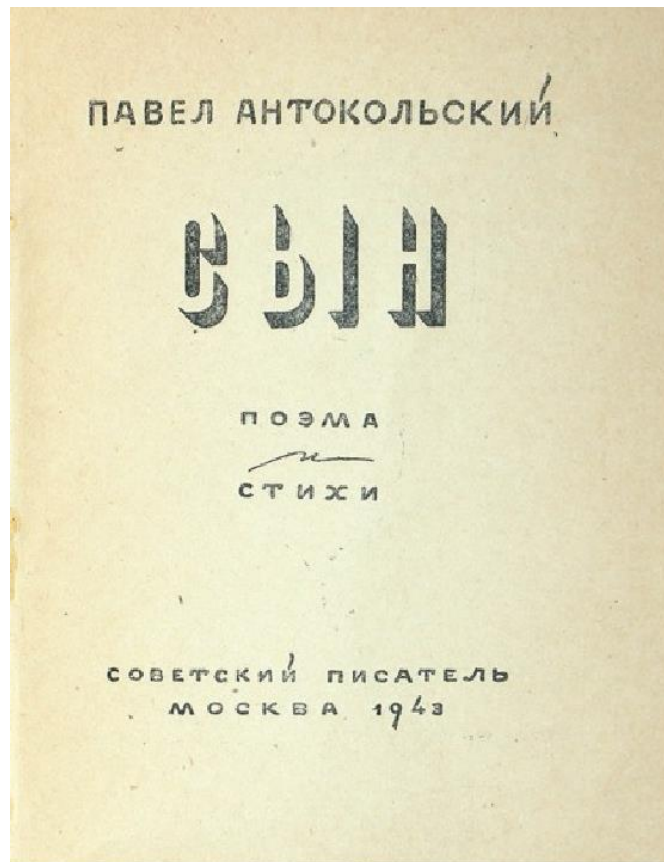 ПАВЕЛ АНТОКОЛЬСКИЙ
СЫН
ПОЭМА
и
СТИХИ
СОВЕТСКИЙ ПИСАТЕЛЬ
МОСКВА 1943